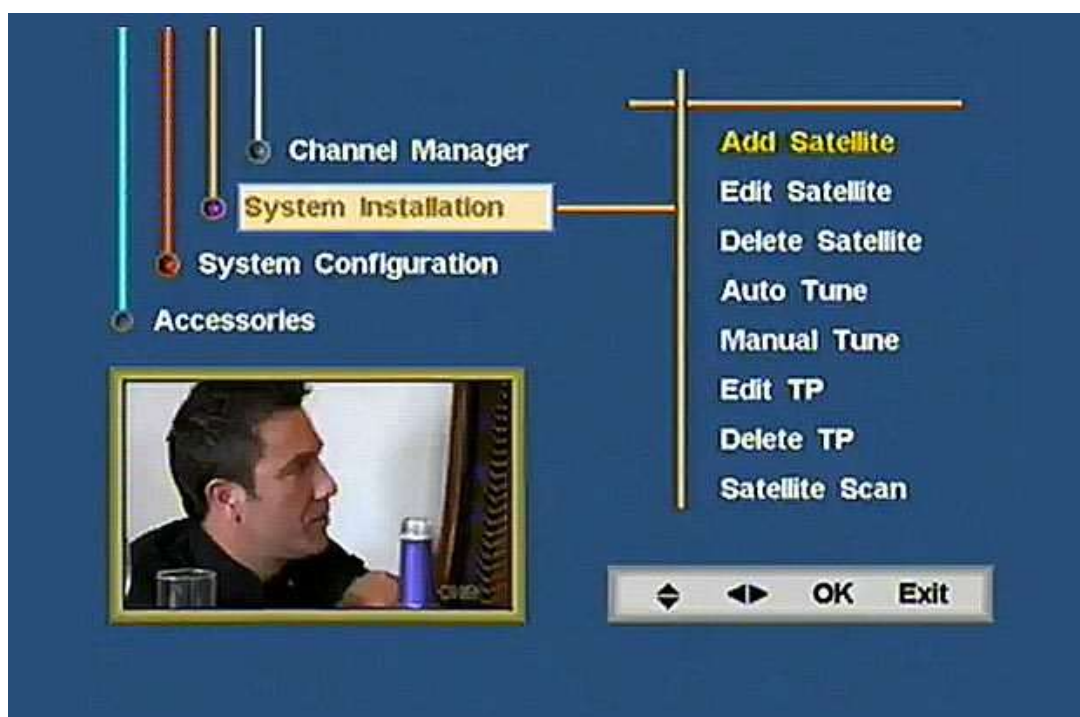 Channel Manager
System Installation
System Configuration
Accessories
Add Satellite
Edit Satellite
Delete Satellite
Auto Tune
Manual Tune
Edit TP
Delete TP
Satellite Scan
OK Exit